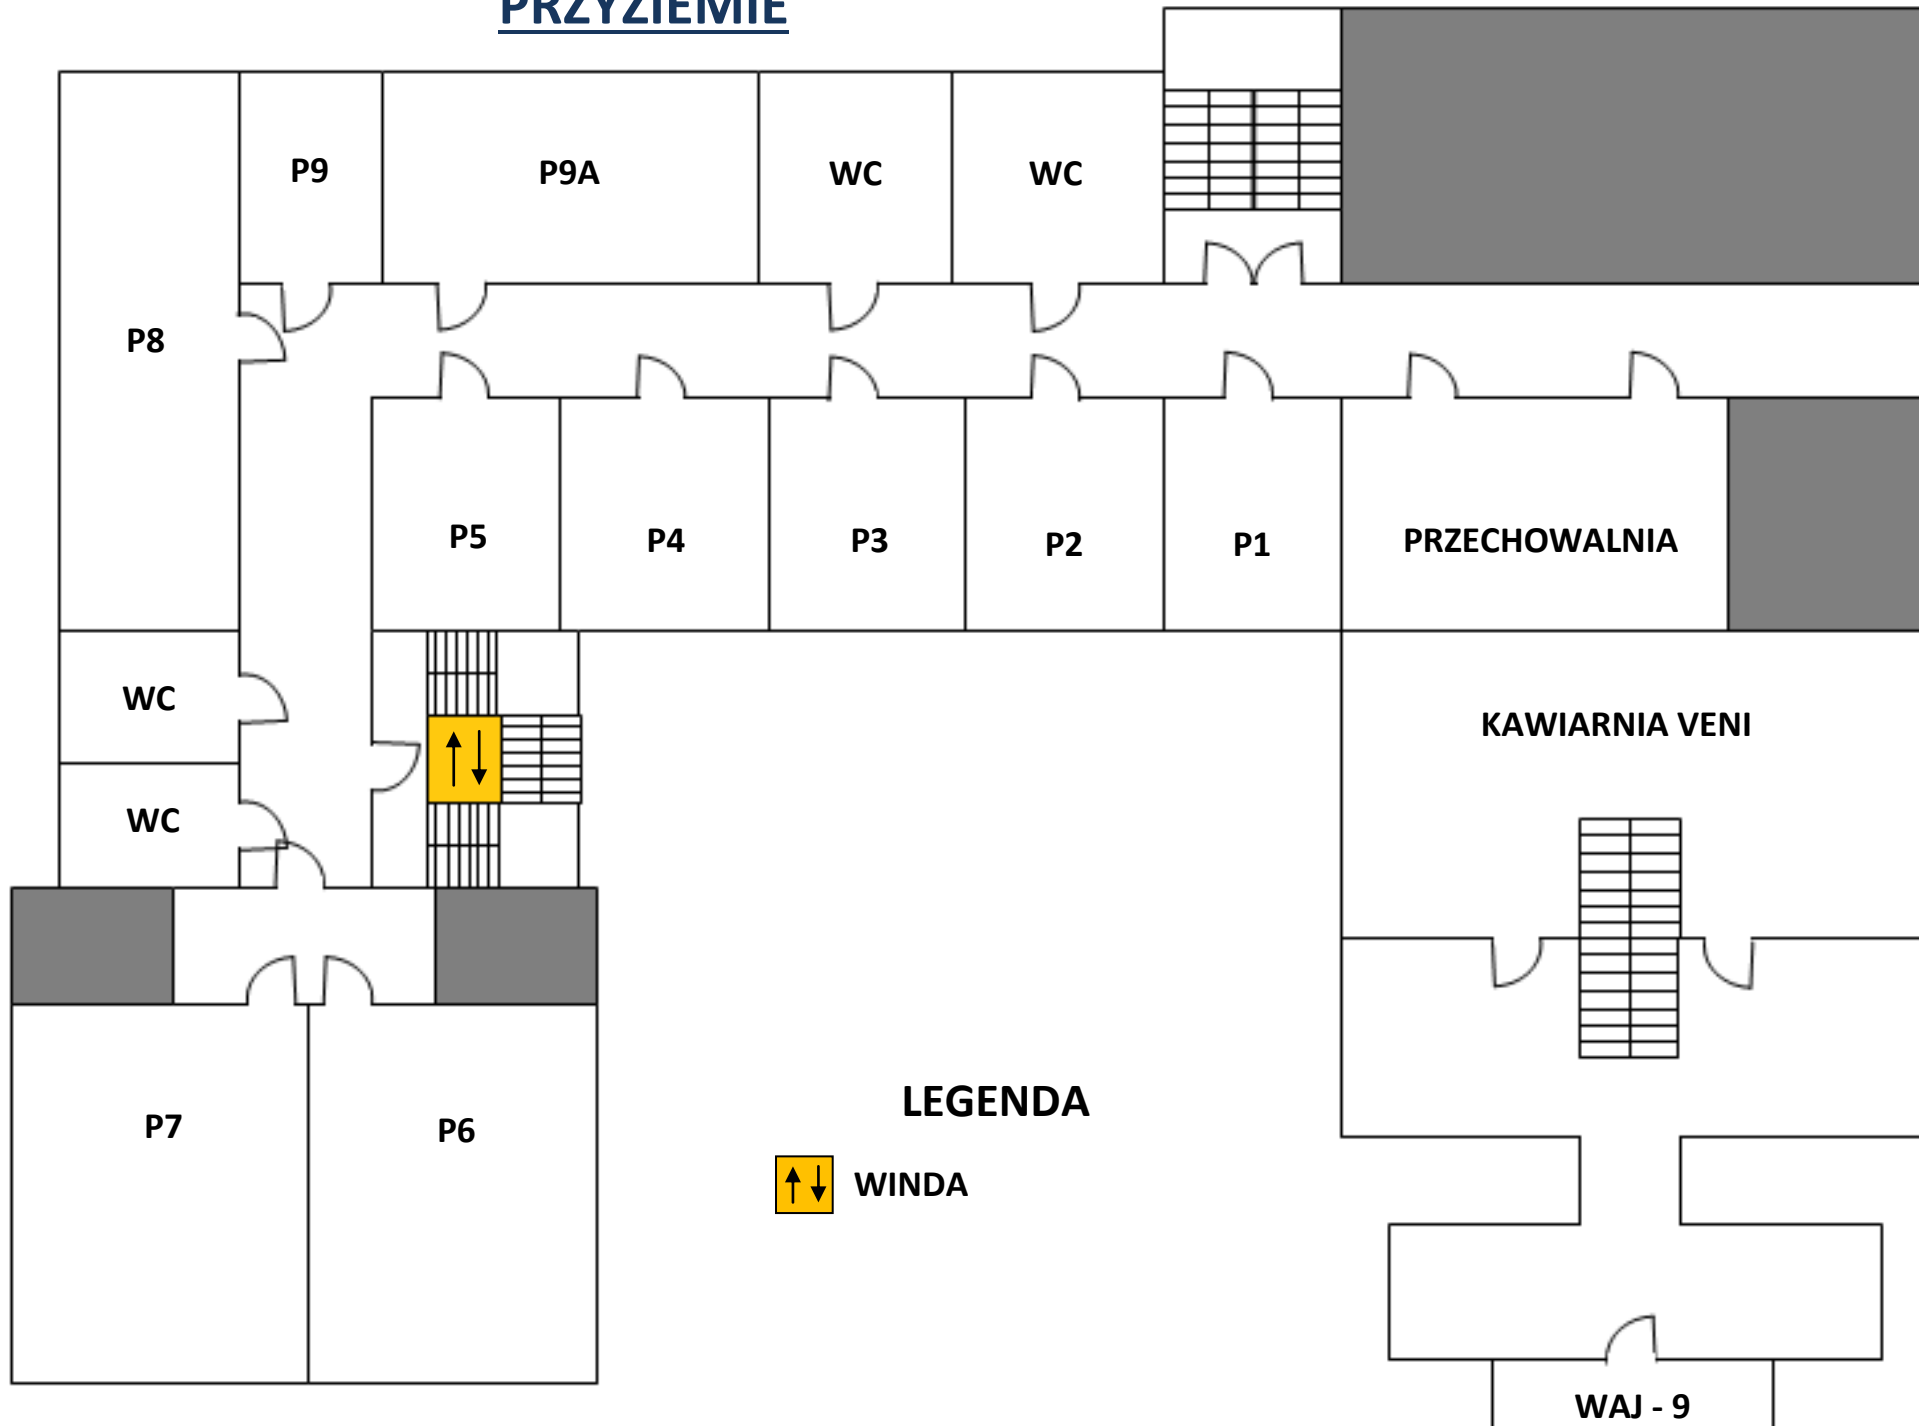 PRZYZIEMIE
P9
P9A
WC
WC
P8
P5
P4
P3
P2
P1
PRZECHOWALNIA
WC
KAWIARNIA VENI
WC
LEGENDA
P7
P6
WINDA
WAJ - 9